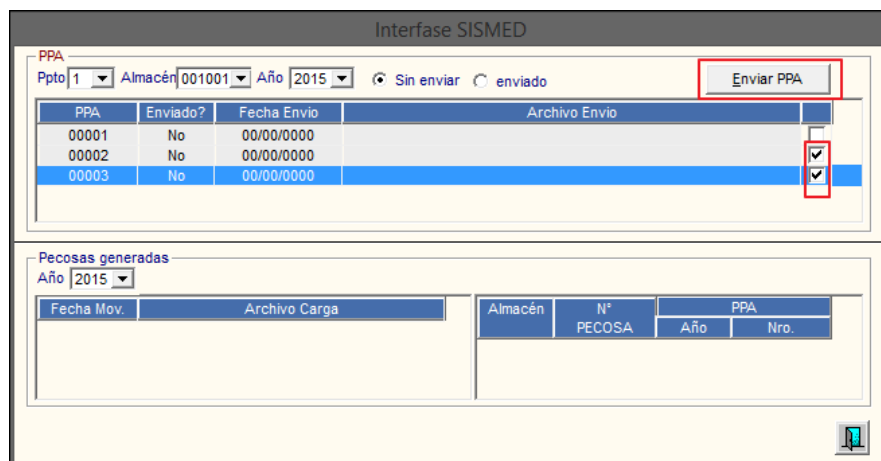 Interfase SISMED
PPA
Ppto 1 Almacén 001001 Año 2015 Sin enviar enviado Enviar PPA
PPA Enviado? Fecha Envio Archivo Envio
00001 No 00/00/0000
00002 No 00/00/0000
00003 No 00/00/0000
Pecosas generadas
Año 2015
Fecha Mov. Archivo Carga
Almacén N° PECOSA PPA
Año Nro.